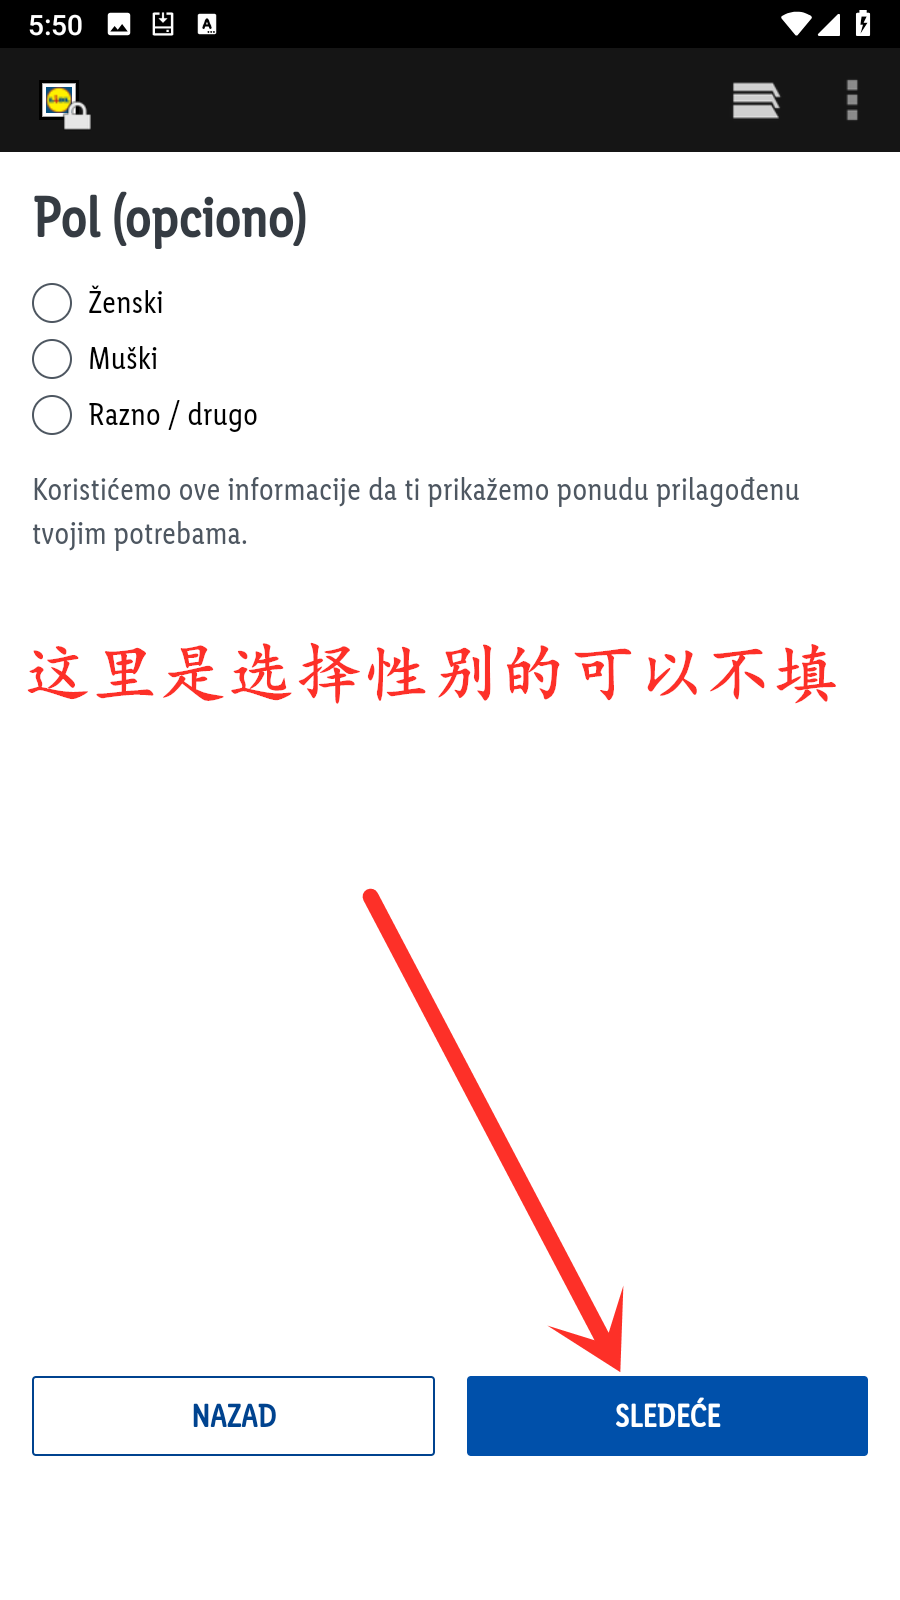 5:50
Pol (opciono)
Ženski
Muški
Razno / drugo
Koristićemo ove informacije da ti prikažemo ponudu prilagođenu
tvojim potrebama.
这里是选择性别的可以不填
NAZAD
SLEDEĆE